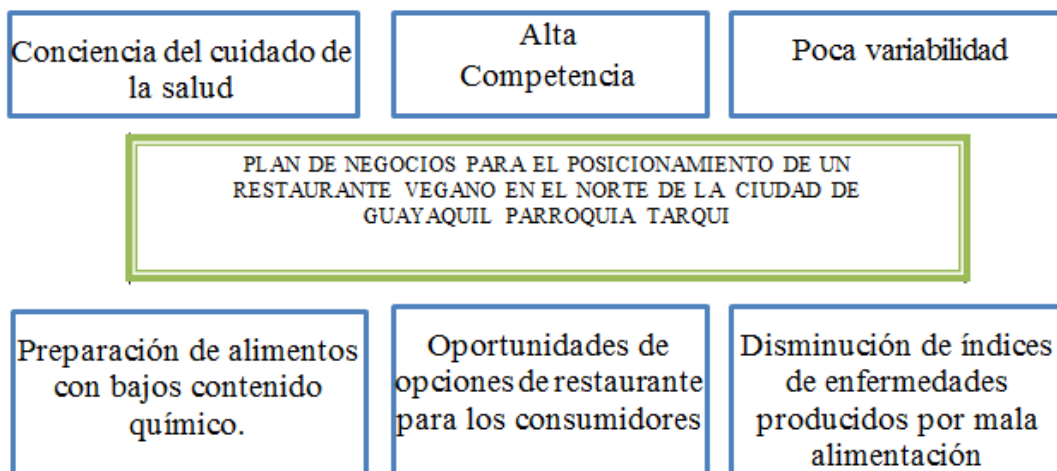 Conciencia del cuidado de
la salud
Alta
Competencia
Poca variabilidad
PLAN DE NEGOCIOS PARA EL POSICIONAMIENTO DE UN
RESTAURANTE VEGANO EN EL NORTE DE LA CIUDAD DE
GUAYAQUIL PARROQUIA TARQUI
Preparación de alimentos
con bajos contenido
químico.
Oportunidades de
opciones de restaurante
para los consumidores
Disminución de índices
de enfermedades
producidos por mala
alimentación